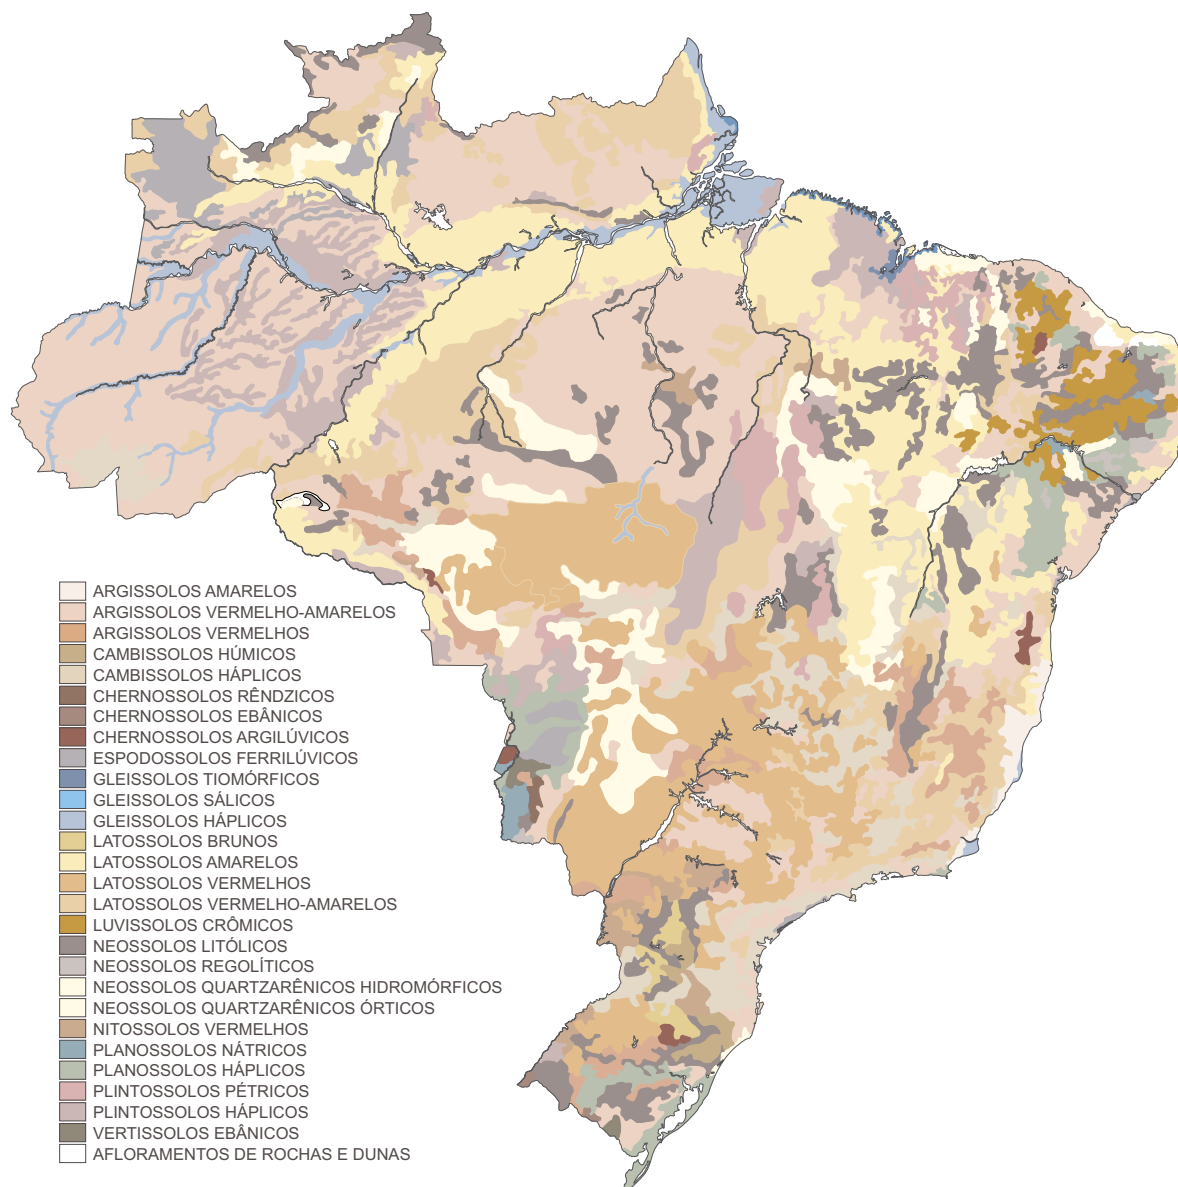 ARGISSOLOS AMARELOS
ARGISSOLOS VERMELHO-AMARELOS
ARGISSOLOS VERMELHOS
CAMBISSOLOS HÚMICOS
CAMBISSOLOS HÁPLICOS
CHERNOSSOLOS RÊNDZICOS
CHERNOSSOLOS EBÂNICOS
CHERNOSSOLOS ARGILÚVICOS
ESPODOSSOLOS FERRILÚVICOS
GLEISSOLOS TIOMÓRFICOS
GLEISSOLOS SÁLICOS
GLEISSOLOS HÁPLICOS
LATOSSOLOS BRUNOS
LATOSSOLOS AMARELOS
LATOSSOLOS VERMELHOS
LATOSSOLOS VERMELHO-AMARELOS
LUVISSOLOS CRÔMICOS
NEOSSOLOS LITÓLICOS
NEOSSOLOS REGOLÍTICOS
NEOSSOLOS QUARTZARÊNICOS HIDROMÓRFICOS
NEOSSOLOS QUARTZARÊNICOS ÓRTICOS
NITOSSOLOS VERMELHOS
PLANOSSOLOS NÁTRICOS
PLANOSSOLOS HÁPLICOS
PLINTOSSOLOS PÉTRICOS
PLINTOSSOLOS HÁPLICOS
VERTISSOLOS EBÂNICOS
AFLORAMENTOS DE ROCHAS E DUNAS